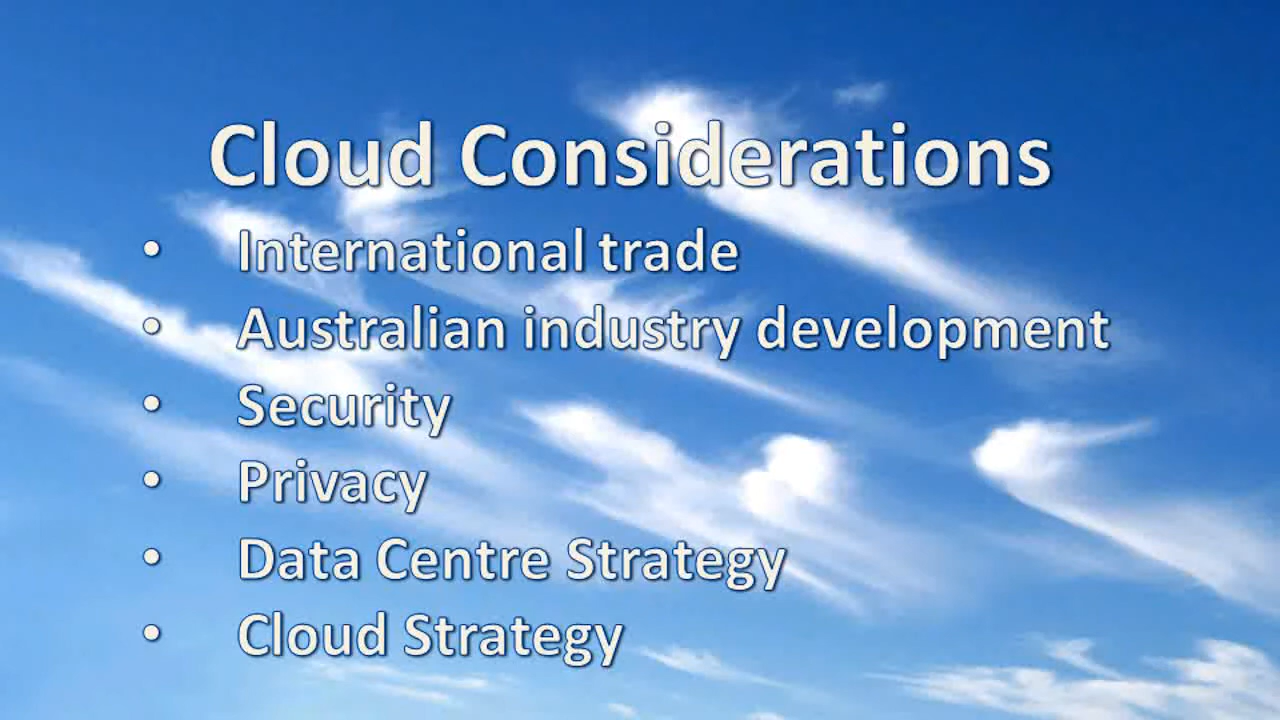 Cloud Considerations
• International trade
• Australian industry development
• Security
• Privacy
• Data Centre Strategy
• Cloud Strategy